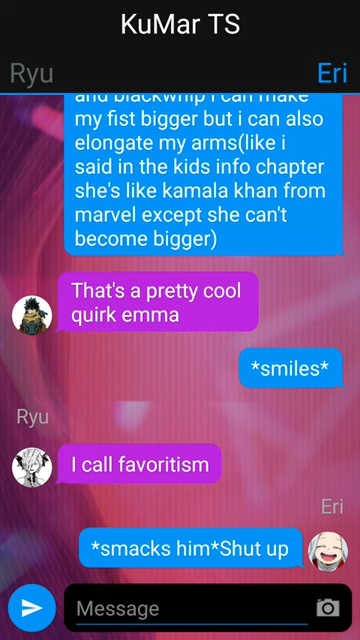 KuMar TS
Ryu Eri
and blackwhip i can make
my fist bigger but i can also
elongate my arms(like i
said in the kids info chapter
she's like kamala khan from
marvel except she can't
become bigger)
That's a pretty cool
quirk emma
*smiles*
Ryu
I call favoritism
Eri
*smacks him*Shut up
Message